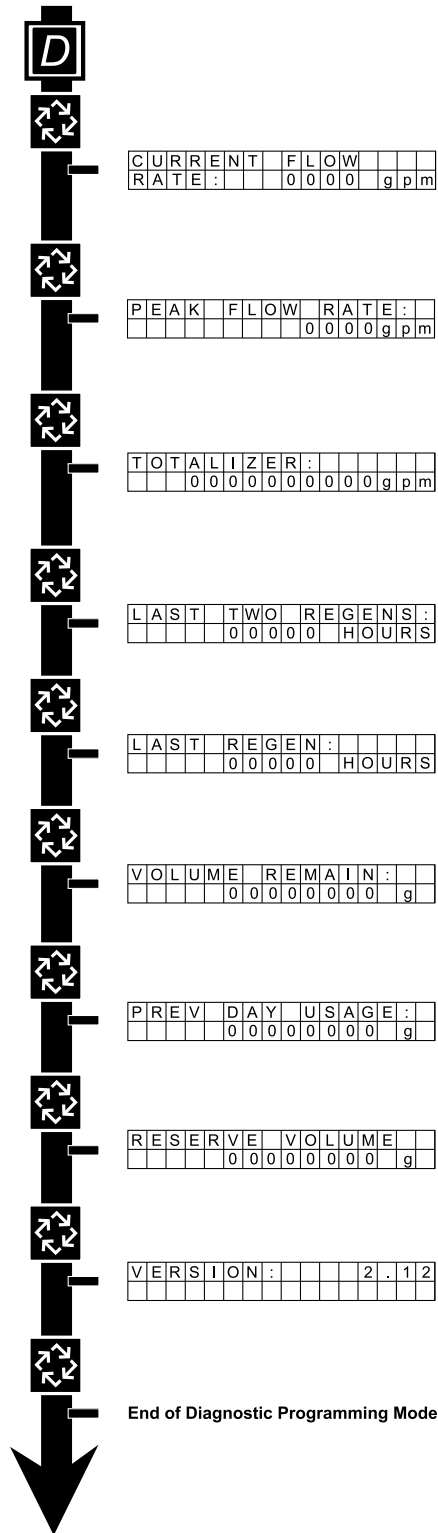 D
CURRENT FLOW
RATE: 0000 gpm
PEAK FLOW RATE:
0000gpm
TOTALIZER:
0000000000gpm
LAST TWO REGENS:
00000 HOURS
LAST REGEN:
00000 HOURS
VOLUME REMAIN:
00000000 g
PREV DAY USAGE:
00000000 g
RESERVE VOLUME
00000000 g
VERSION: 2.12
End of Diagnostic Programming Mode